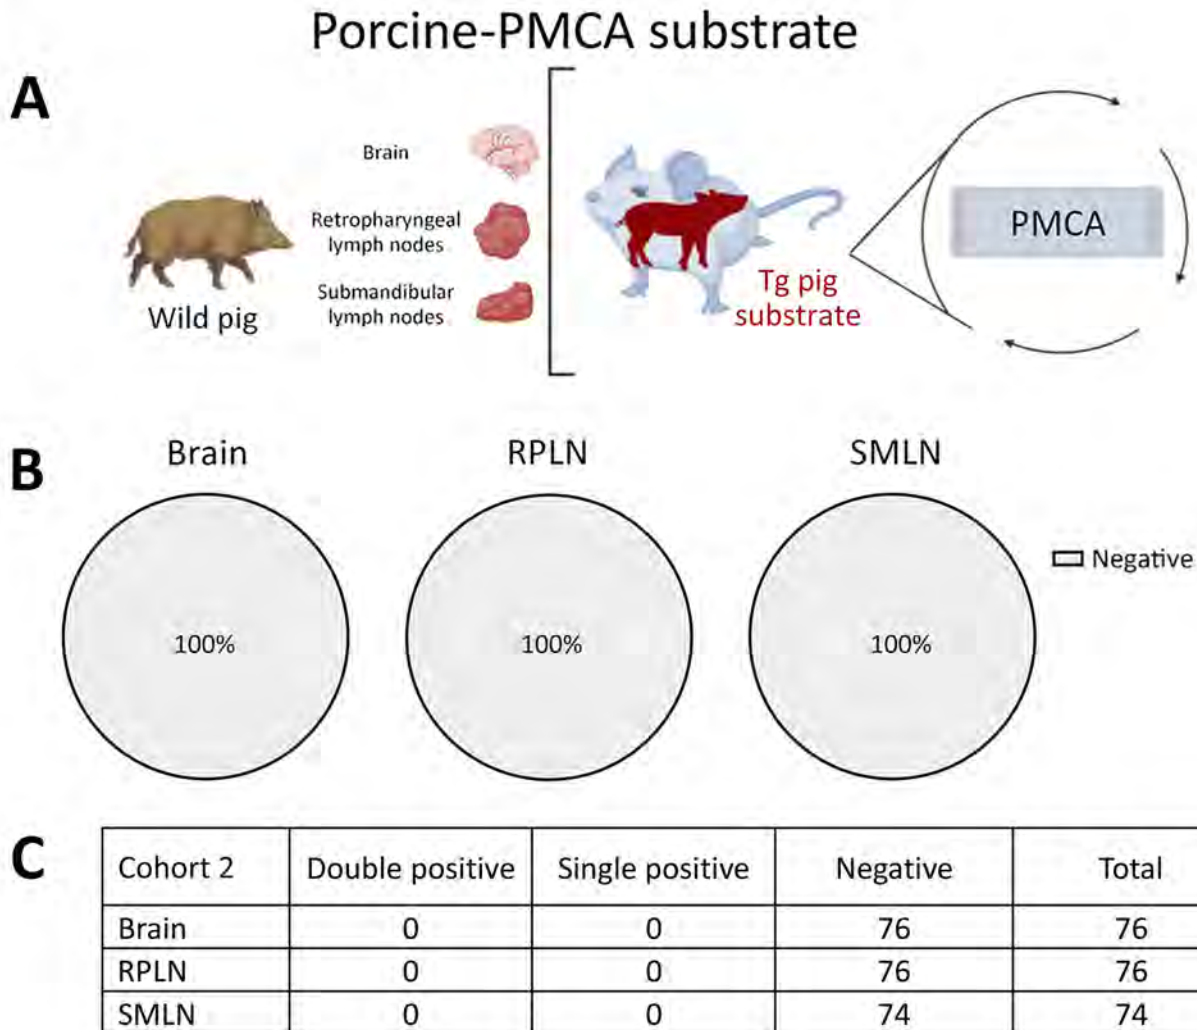 Porcine-PMCA substrate
A
Brain
Retropharyngeal
lymph nodes
Submandibular
lymph nodes
Wild pig
Tg pig
substrate
PMCA
B
Brain
RPLN
SMLN
100%
100%
100%
Negative
C
Cohort 2 Double positive Single positive Negative Total
Brain 0 0 76 76
RPLN 0 0 76 76
SMLN 0 0 74 74